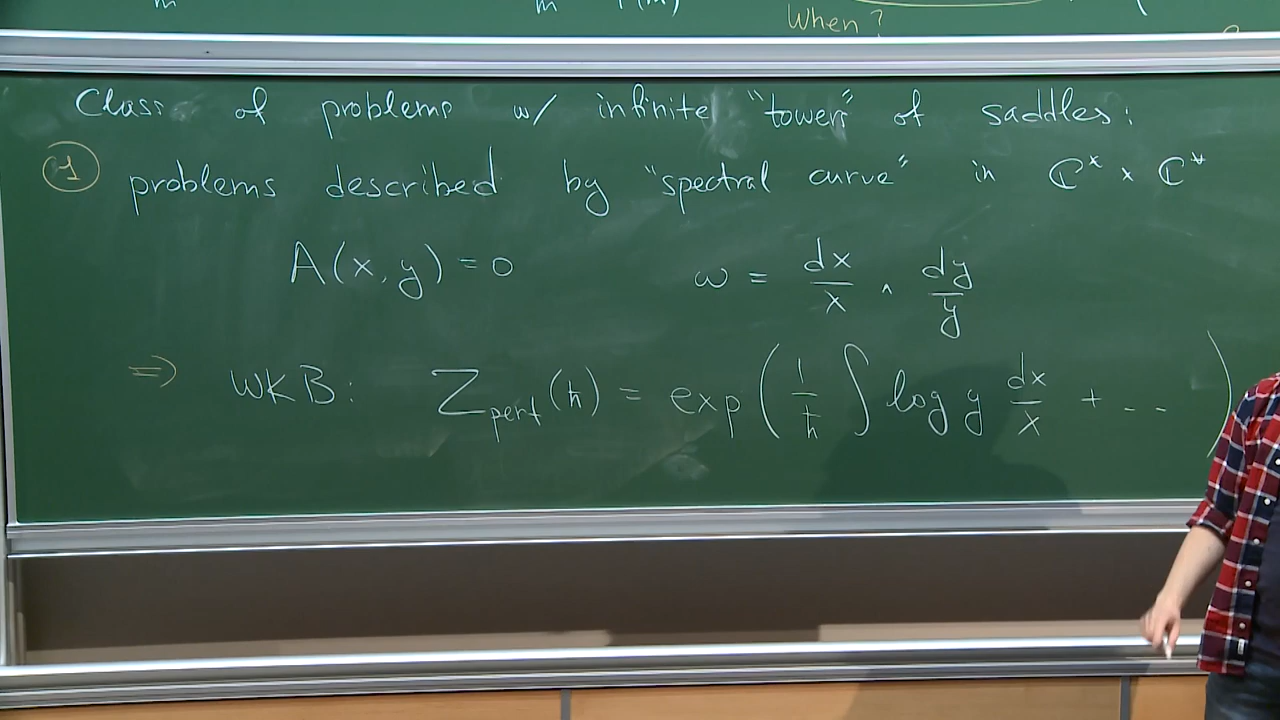 When ?
Class of problems w/ infinite "towers" of saddles:
① problems described by "spectral curve" in ℂ* × ℂ*
A(x, y) = 0    ω = dx/x ∧ dy/y
⇒ WKB: Z_pert(ħ) = exp( 1/ħ ∫ log y dx/x + ... )